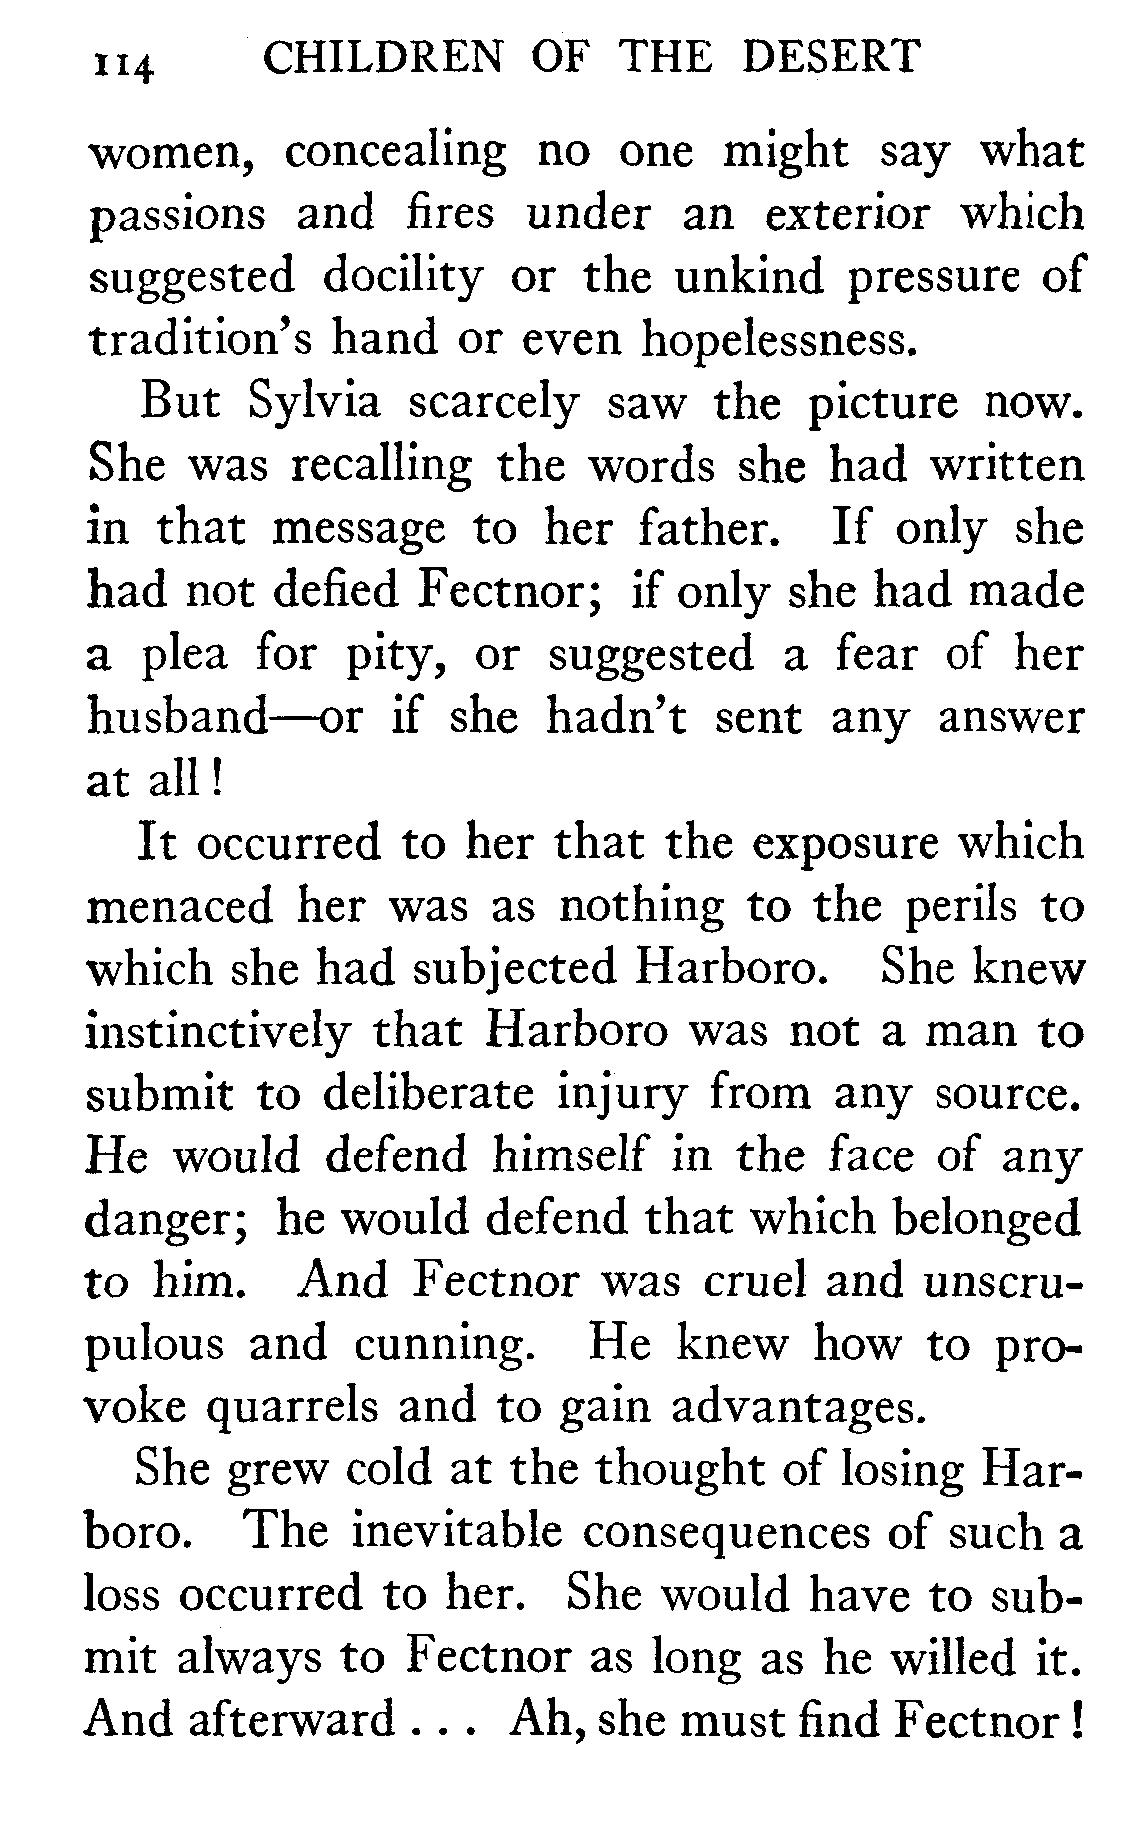 114 CHILDREN OF THE DESERT
women, concealing no one might say what
passions and fires under an exterior which
suggested docility or the unkind pressure of
tradition's hand or even hopelessness.
But Sylvia scarcely saw the picture now.
She was recalling the words she had written
in that message to her father. If only she
had not defied Fectnor; if only she had made
a plea for pity, or suggested a fear of her
husband—or if she hadn't sent any answer
at all!
It occurred to her that the exposure which
menaced her was as nothing to the perils to
which she had subjected Harboro. She knew
instinctively that Harboro was not a man to
submit to deliberate injury from any source.
He would defend himself in the face of any
danger; he would defend that which belonged
to him. And Fectnor was cruel and unscru-
pulous and cunning. He knew how to pro-
voke quarrels and to gain advantages.
She grew cold at the thought of losing Har-
boro. The inevitable consequences of such a
loss occurred to her. She would have to sub-
mit always to Fectnor as long as he willed it.
And afterward . . . Ah, she must find Fectnor!